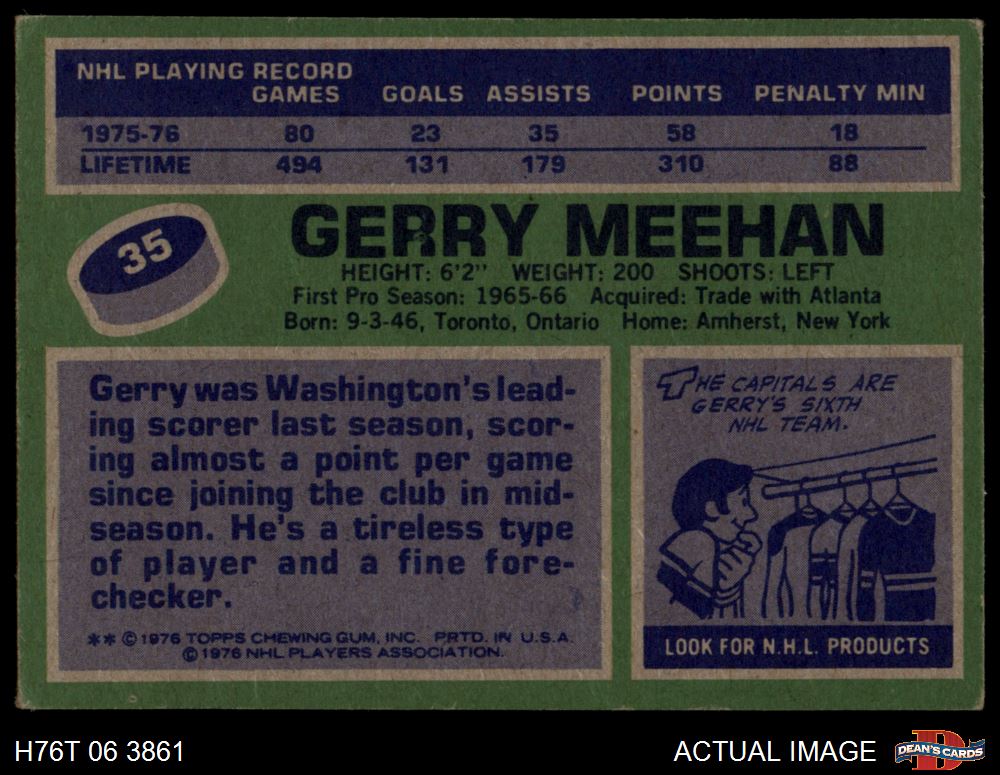 NHL PLAYING RECORD
GAMES GOALS ASSISTS POINTS PENALTY MIN
1975-76 80 23 35 58 18
LIFETIME 494 131 179 310 88
35
GERRY MEEHAN
HEIGHT: 6'2" WEIGHT: 200 SHOOTS: LEFT
First Pro Season: 1965-66 Acquired: Trade with Atlanta
Born: 9-3-46, Toronto, Ontario Home: Amherst, New York
Gerry was Washington's lead-
ing scorer last season, scor-
ing almost a point per game
since joining the club in mid-
season. He's a tireless type
of player and a fine fore-
checker.
** ©1976 TOPPS CHEWING GUM, INC. PRTD. IN U.S.A.
©1976 NHL PLAYERS ASSOCIATION.
THE CAPITALS ARE
GERRY'S SIXTH
NHL TEAM.
LOOK FOR N.H.L. PRODUCTS
H76T 06 3861
ACTUAL IMAGE
D
DEAN'S CARDS